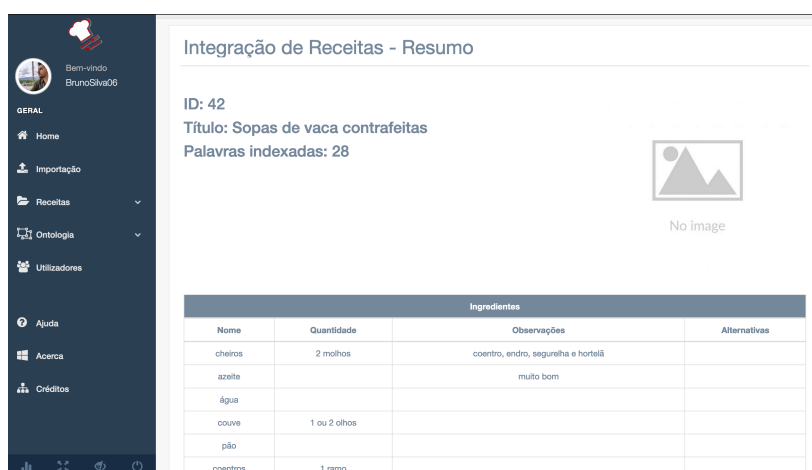 Bem-vindo
BrunoSilva06
GERAL
Home
Importação
Receitas
Ontologia
Utilizadores
Ajuda
Acerca
Créditos
Integração de Receitas - Resumo
ID: 42
Título: Sopas de vaca contrafeitas
Palavras indexadas: 28
No image
Ingredientes
Nome Quantidade Observações Alternativas
cheiros 2 molhos coentro, endro, segurelha e hortelã
azeite muito bom
água
couve 1 ou 2 olhos
pão
coentros 1 ramo